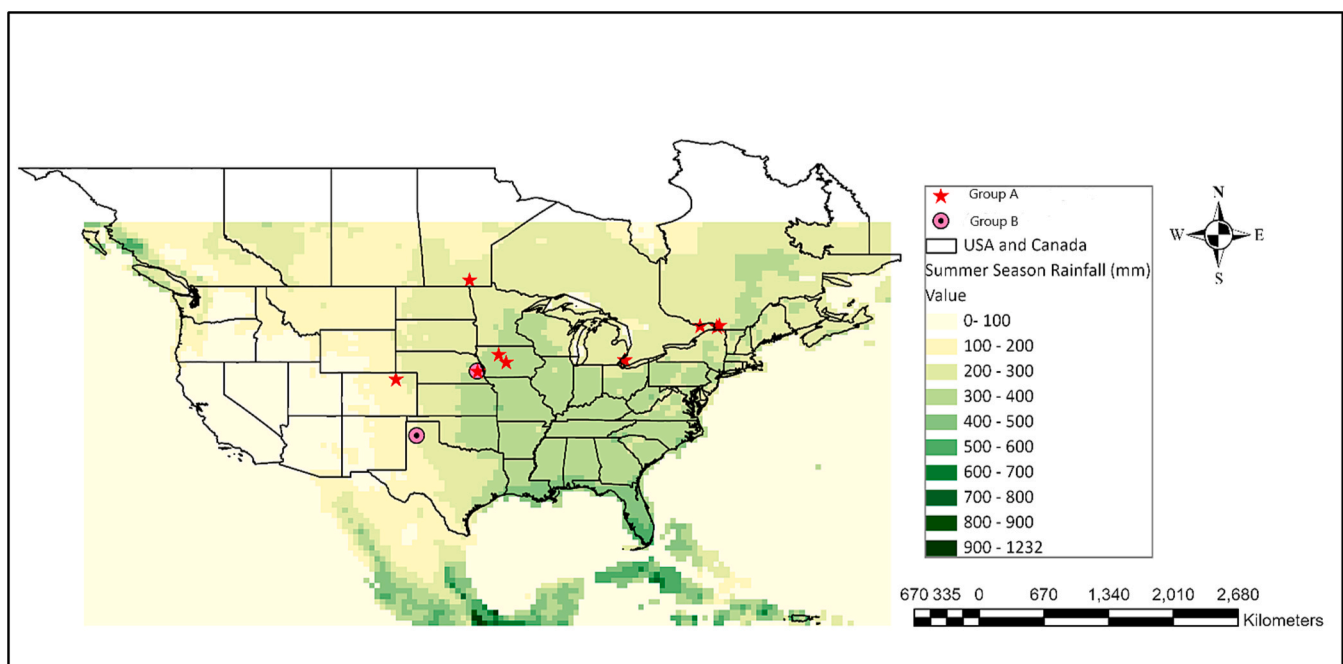 Group A
Group B
USA and Canada
Summer Season Rainfall (mm)
Value
0- 100
100 - 200
200 - 300
300 - 400
400 - 500
500 - 600
600 - 700
700 - 800
800 - 900
900 - 1232
N
W E
S
670 335 0 670 1,340 2,010 2,680
Kilometers